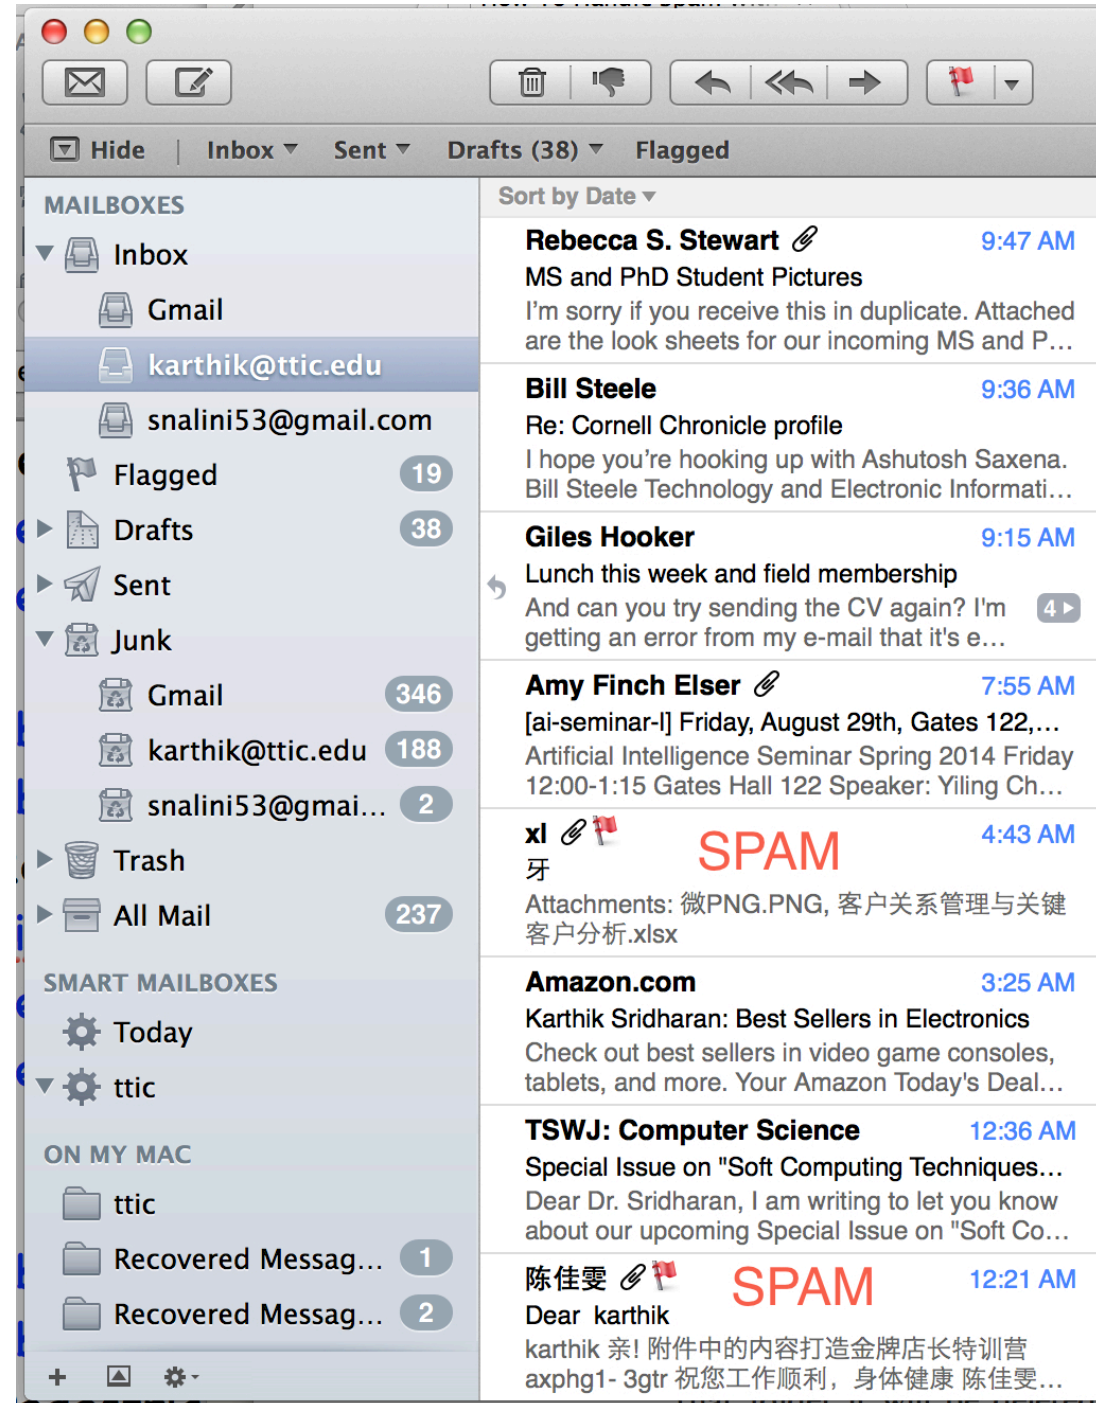 Hide
Inbox
Sent
Drafts (38)
Flagged
MAILBOXES
Inbox
Gmail
karthik@ttic.edu
snalini53@gmail.com
Flagged 19
Drafts 38
Sent
Junk
Gmail 346
karthik@ttic.edu 188
snalini53@gmai... 2
Trash
All Mail 237
SMART MAILBOXES
Today
ttic
ON MY MAC
ttic
Recovered Messag... 1
Recovered Messag... 2
Sort by Date
Rebecca S. Stewart 9:47 AM
MS and PhD Student Pictures
I'm sorry if you receive this in duplicate. Attached
are the look sheets for our incoming MS and P...
Bill Steele 9:36 AM
Re: Cornell Chronicle profile
I hope you're hooking up with Ashutosh Saxena.
Bill Steele Technology and Electronic Informati...
Giles Hooker 9:15 AM
Lunch this week and field membership
And can you try sending the CV again? I'm 4
getting an error from my e-mail that it's e...
Amy Finch Elser 7:55 AM
[ai-seminar-l] Friday, August 29th, Gates 122,...
Artificial Intelligence Seminar Spring 2014 Friday
12:00-1:15 Gates Hall 122 Speaker: Yiling Ch...
xl SPAM 4:43 AM
牙
Attachments: 微PNG.PNG, 客户关系管理与关键
客户分析.xlsx
Amazon.com 3:25 AM
Karthik Sridharan: Best Sellers in Electronics
Check out best sellers in video game consoles,
tablets, and more. Your Amazon Today's Deal...
TSWJ: Computer Science 12:36 AM
Special Issue on "Soft Computing Techniques...
Dear Dr. Sridharan, I am writing to let you know
about our upcoming Special Issue on "Soft Co...
陈佳雯 SPAM 12:21 AM
Dear karthik
karthik 亲! 附件中的内容打造金牌店长特训营
axphg1- 3gtr 祝您工作顺利，身体健康 陈佳雯...